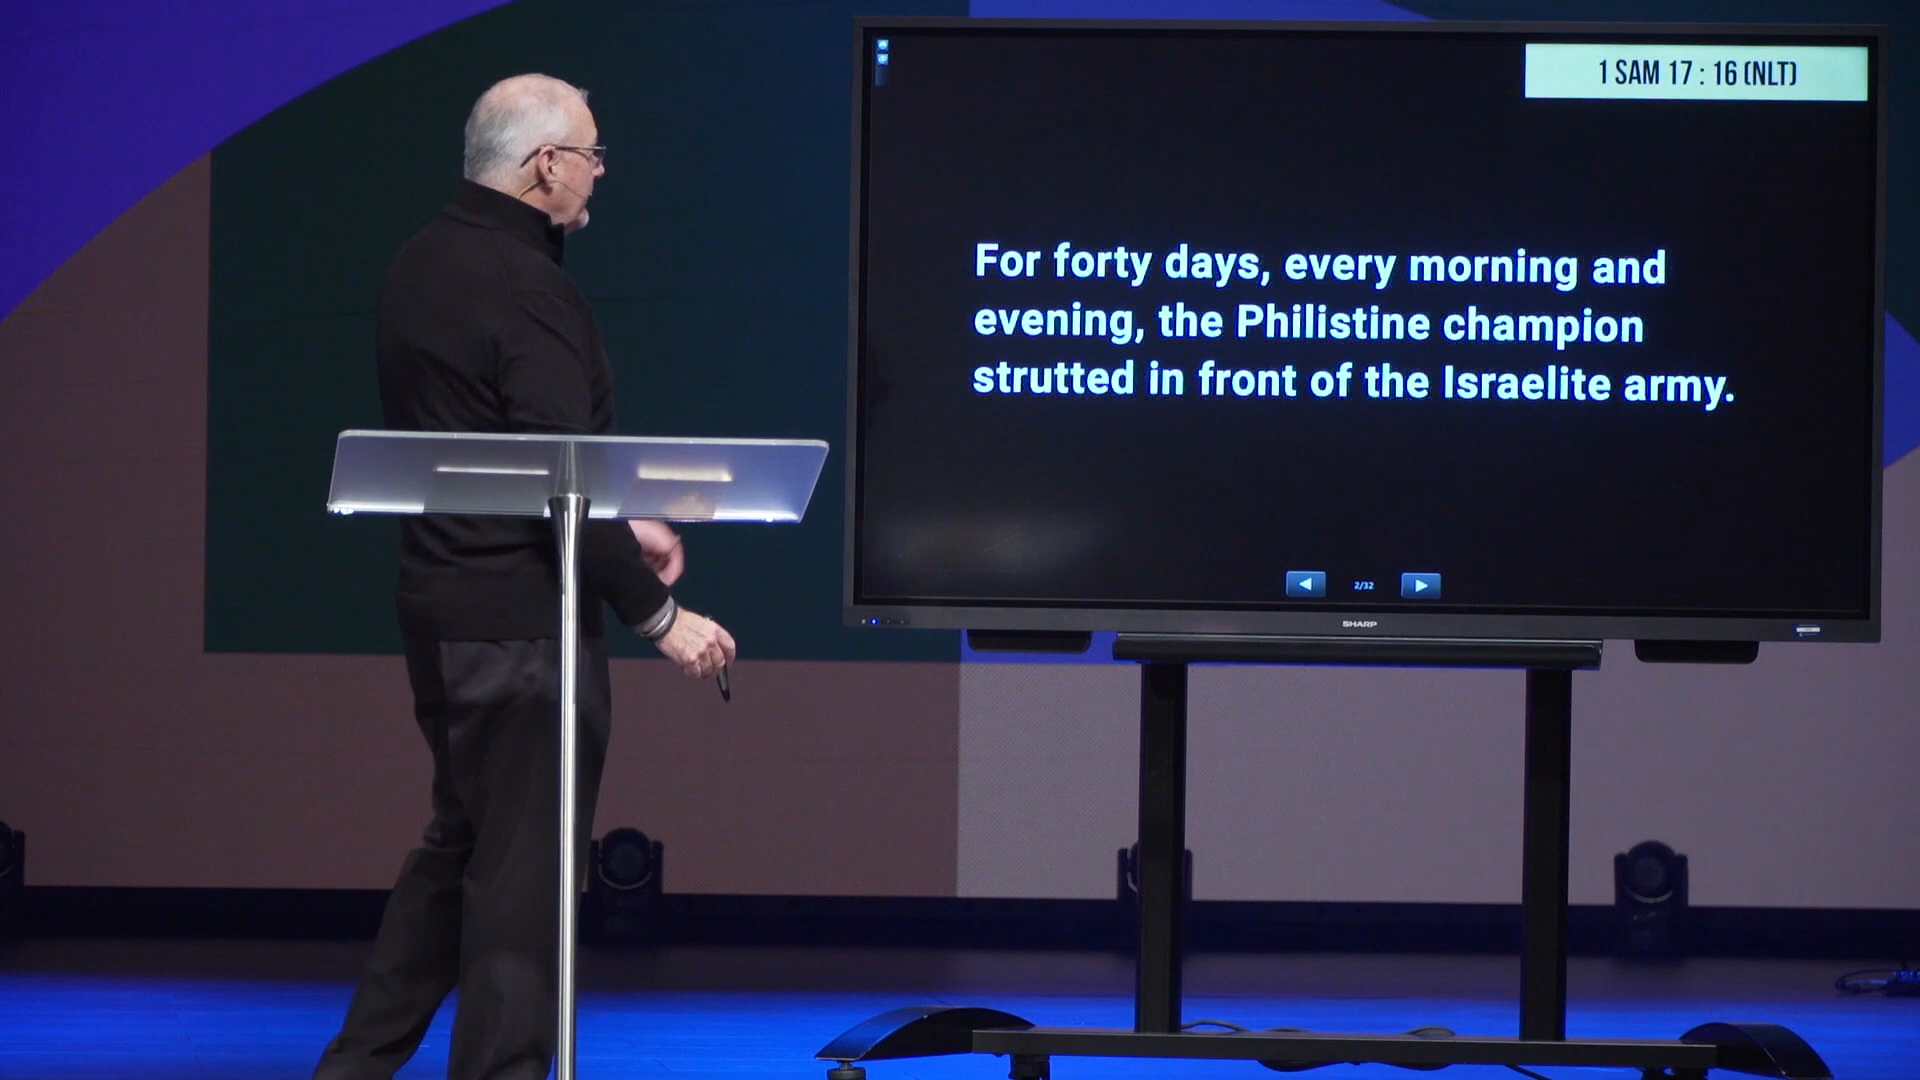 1 SAM 17 : 16 (NLT)
For forty days, every morning and
evening, the Philistine champion
strutted in front of the Israelite army.
2/32
SHARP